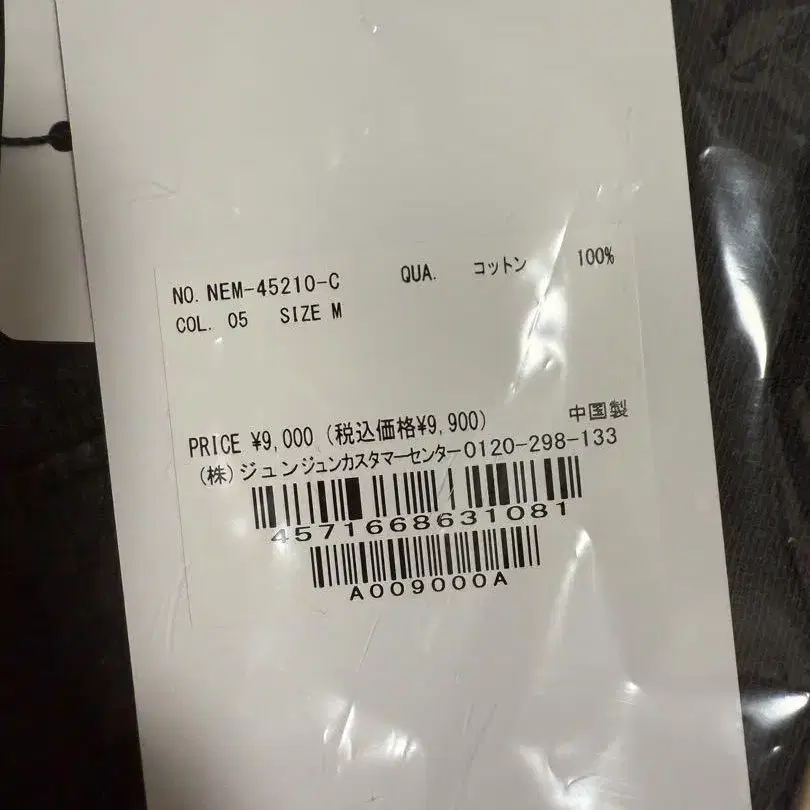 NO. NEM-45210-C QUA. コットン 100%
COL. 05 SIZE M
PRICE ¥9,000 (税込価格¥9,900) 中国製
(株)ジュンジュンカスタマーセンター0120-298-133
4571668631081
A009000A